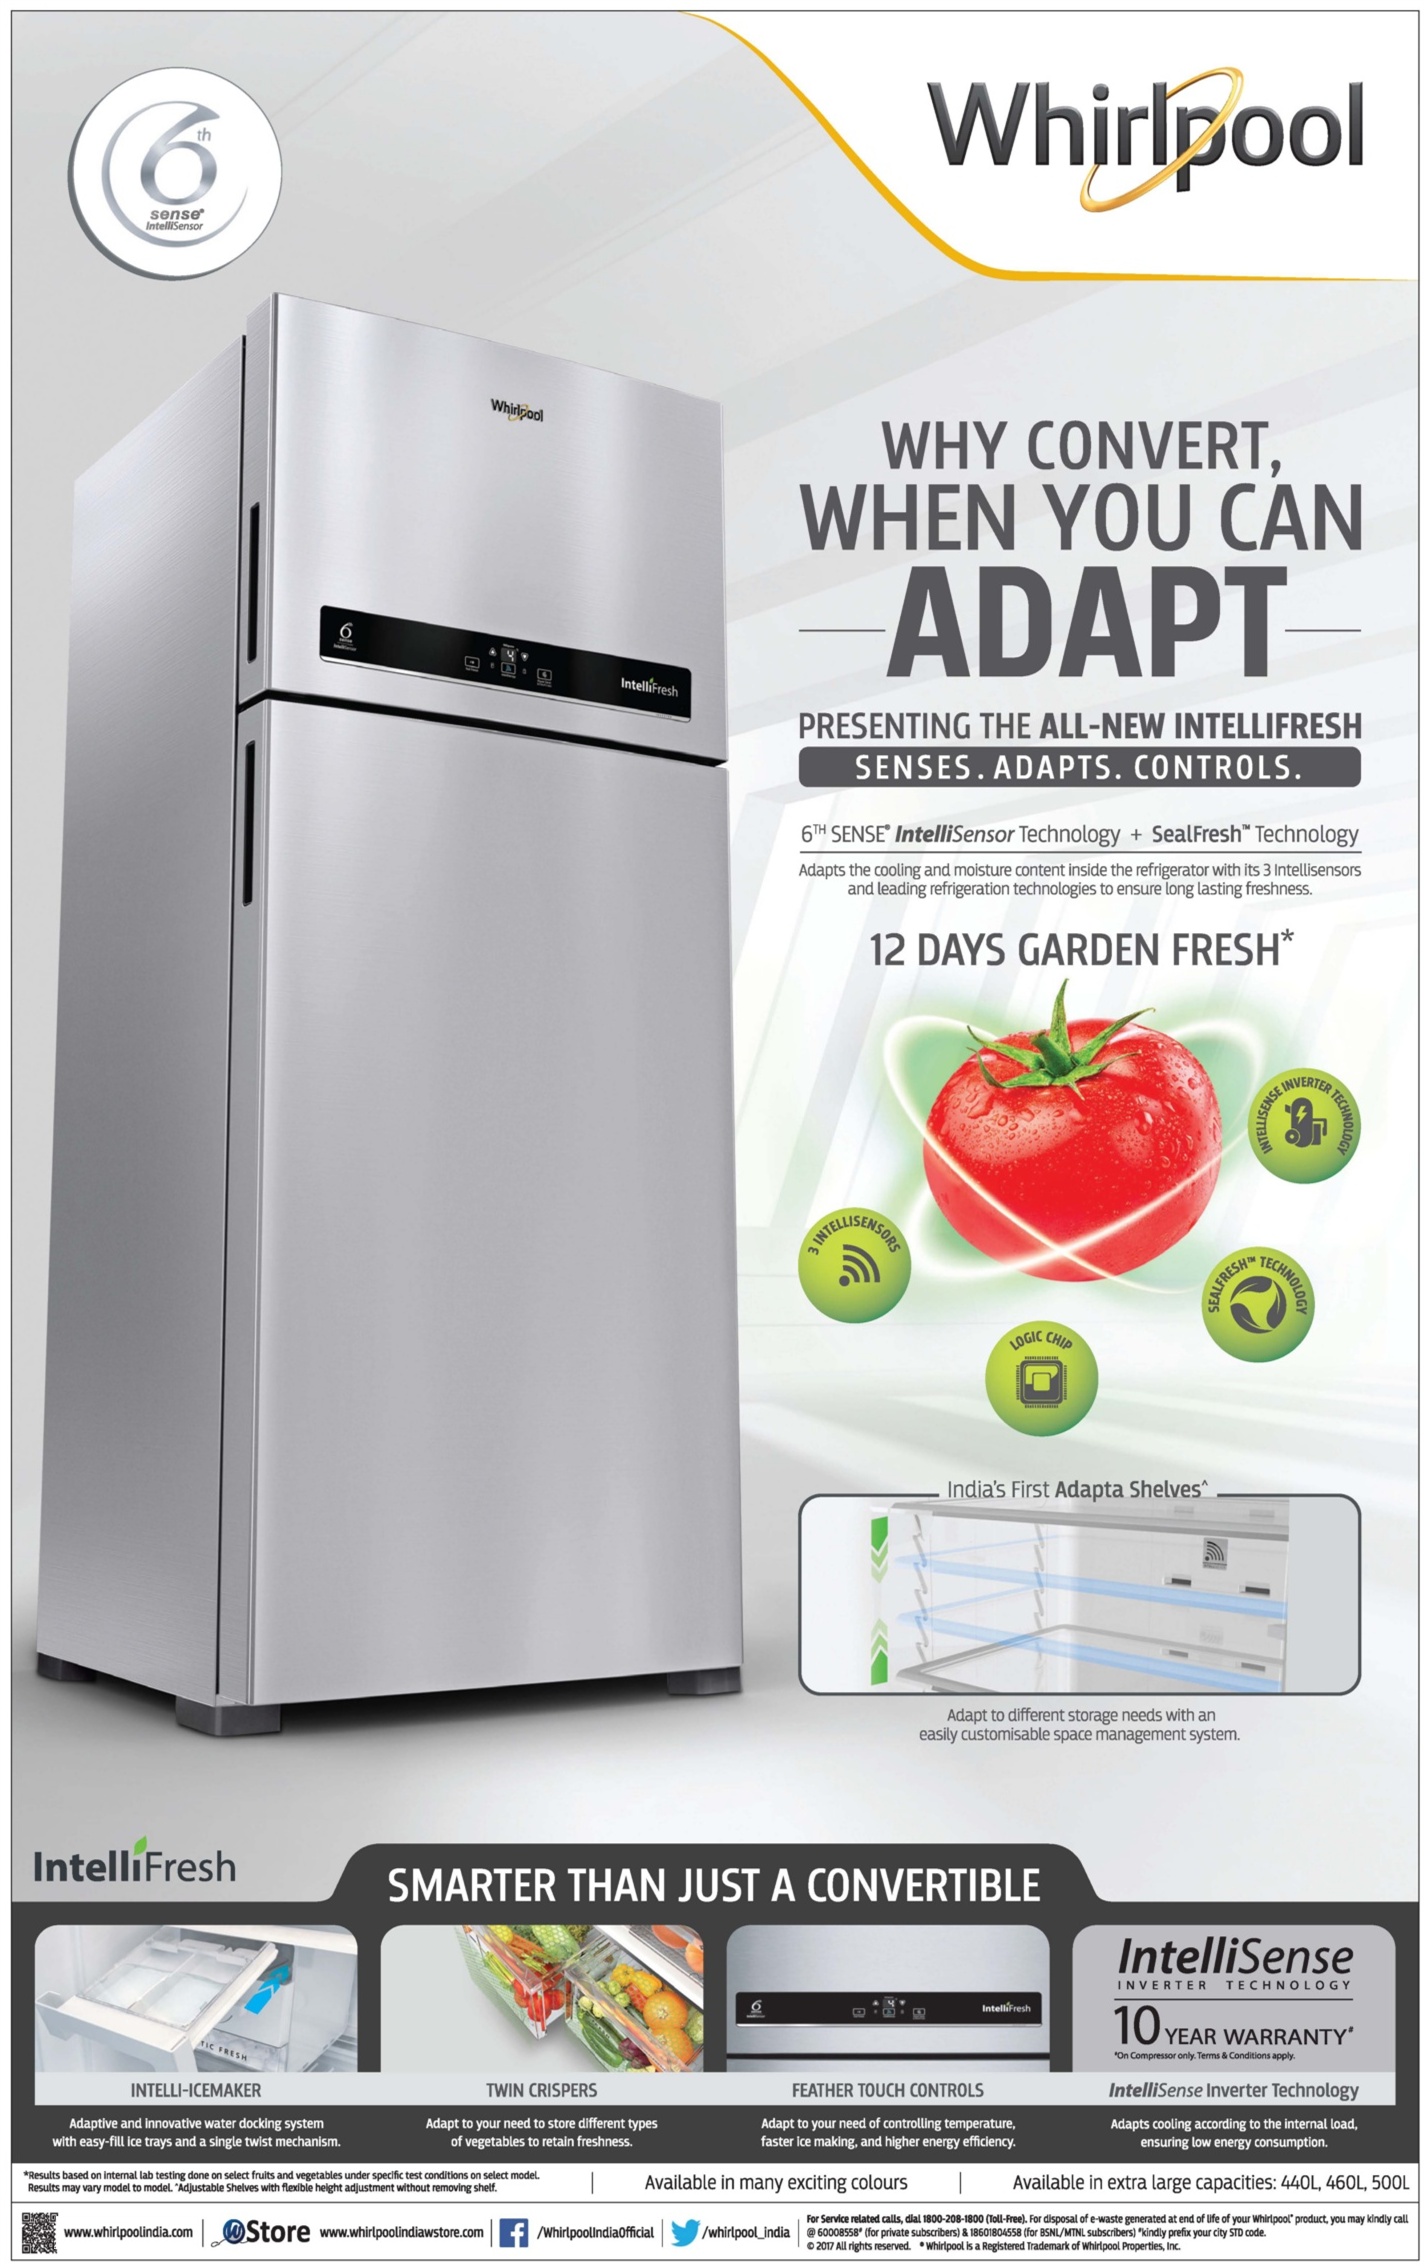 6th
sense®
IntelliSensor
Whirlpool
Whirlpool
6
sense
IntelliFresh
WHY CONVERT,
WHEN YOU CAN
ADAPT
PRESENTING THE ALL-NEW INTELLIFRESH
SENSES. ADAPTS. CONTROLS.
6TH SENSE® IntelliSensor Technology + SealFresh™ Technology
Adapts the cooling and moisture content inside the refrigerator with its 3 Intellisensors
and leading refrigeration technologies to ensure long lasting freshness.
12 DAYS GARDEN FRESH*
INTELLISENSE INVERTER TECHNOLOGY
3 INTELLISENSORS
SEALFRESH™ TECHNOLOGY
LOGIC CHIP
India's First Adapta Shelves^
Adapt to different storage needs with an
easily customisable space management system.
IntelliFresh
SMARTER THAN JUST A CONVERTIBLE
TIC FRESH
6
IntelliFresh
IntelliSense
INVERTER TECHNOLOGY
10 YEAR WARRANTY#
#On Compressor only. Terms & Conditions apply.
INTELLI-ICEMAKER
Adaptive and innovative water docking system
with easy-fill ice trays and a single twist mechanism.
TWIN CRISPERS
Adapt to your need to store different types
of vegetables to retain freshness.
FEATHER TOUCH CONTROLS
Adapt to your need of controlling temperature,
faster ice making, and higher energy efficiency.
IntelliSense Inverter Technology
Adapts cooling according to the internal load,
ensuring low energy consumption.
*Results based on internal lab testing done on select fruits and vegetables under specific test conditions on select model.
Results may vary model to model. ^Adjustable Shelves with flexible height adjustment without removing shelf.
Available in many exciting colours
Available in extra large capacities: 440L, 460L, 500L
www.whirlpoolindia.com
wStore www.whirlpoolindiawstore.com
/WhirlpoolIndiaOfficial
/whirlpool_india
For Service related calls, dial 1800-208-1800 (Toll-Free). For disposal of e-waste generated at end of life of your Whirlpool® product, you may kindly call
@ 60008558# (for private subscribers) & 18601804558 (for BSNL/MTNL subscribers) #kindly prefix your city STD code.
© 2017 All rights reserved. ® Whirlpool is a Registered Trademark of Whirlpool Properties, Inc.